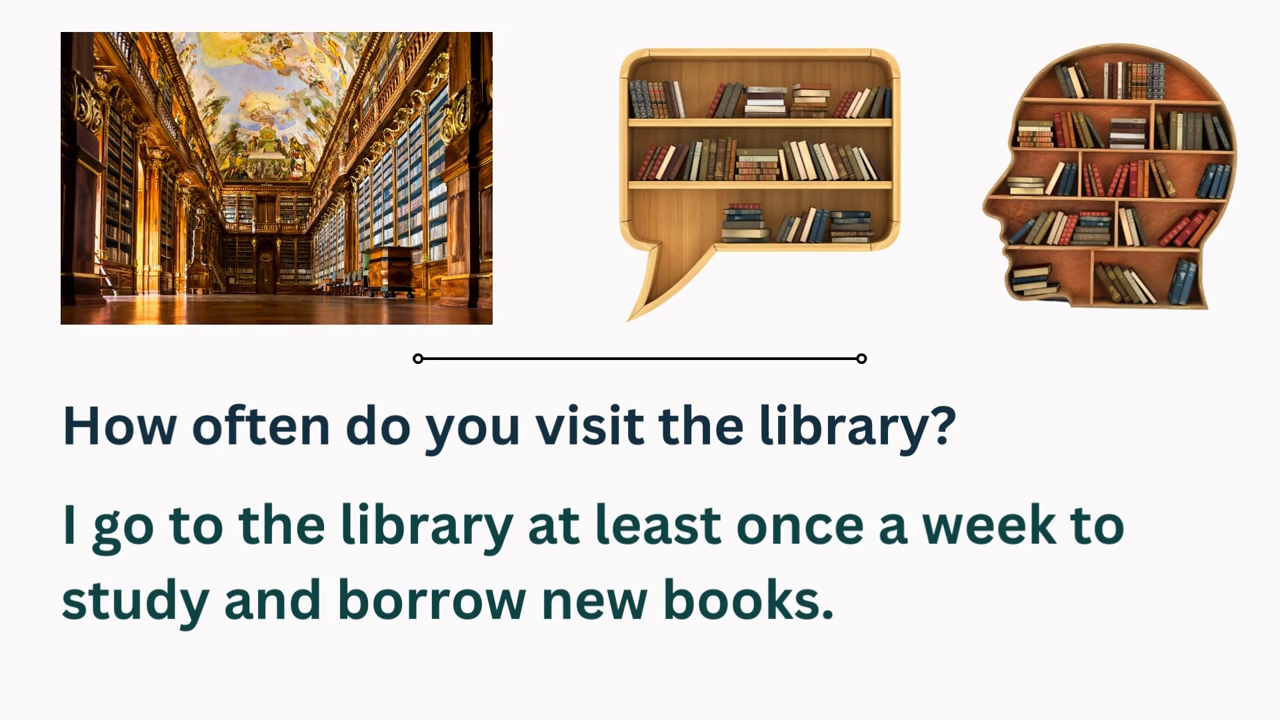 How often do you visit the library?
I go to the library at least once a week to
study and borrow new books.